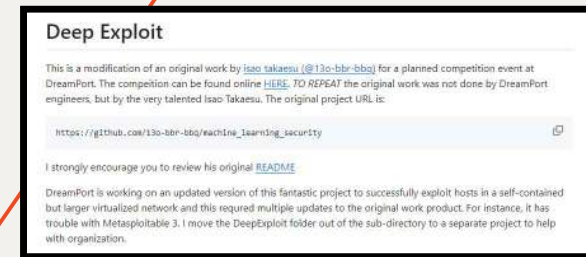 Deep Exploit
This is a modification of an original work by isao takaesu (@13o-bbr-bbq) for a planned competition event at
DreamPort. The compeition can be found online HERE. TO REPEAT the original work was not done by DreamPort
engineers, but by the very talented Isao Takaesu. The original project URL is:
https://github.com/13o-bbr-bbq/machine_learning_security
I strongly encourage you to review his original README
DreamPort is working on an updated version of this fantastic project to successfully exploit hosts in a self-contained
but larger virtualized network and this requred multiple updates to the original work product. For instance, it has
trouble with Metasploitable 3. I move the DeepExploit folder out of the sub-directory to a separate project to help
with organization.